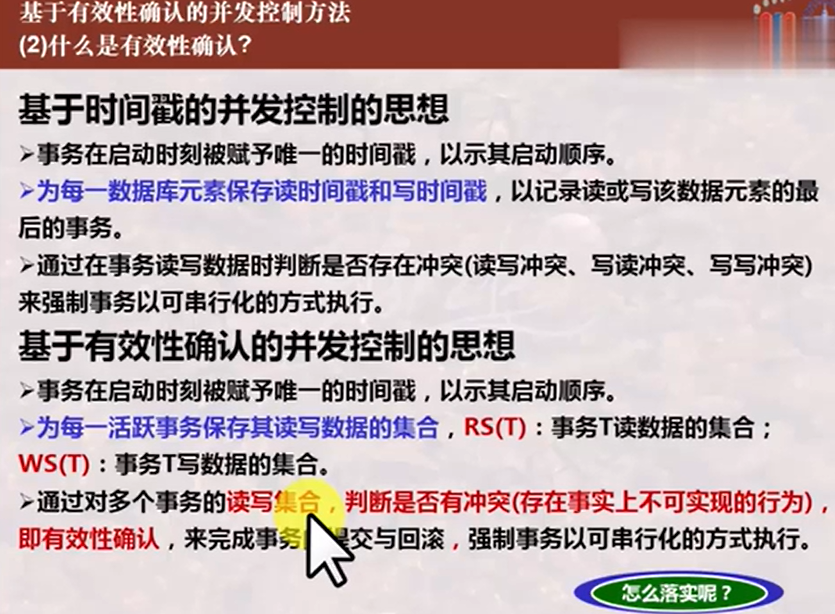 基于有效性确认的并发控制方法
(2)什么是有效性确认?
基于时间戳的并发控制的思想
➢事务在启动时刻被赋予唯一的时间戳，以示其启动顺序。
➢为每一数据库元素保存读时间戳和写时间戳，以记录读或写该数据元素的最
后的事务。
➢通过在事务读写数据时判断是否存在冲突(读写冲突、写读冲突、写写冲突)
来强制事务以可串行化的方式执行。
基于有效性确认的并发控制的思想
➢事务在启动时刻被赋予唯一的时间戳，以示其启动顺序。
➢为每一活跃事务保存其读写数据的集合，RS(T)：事务T读数据的集合；
WS(T)：事务T写数据的集合。
➢通过对多个事务的读写集合，判断是否有冲突(存在事实上不可实现的行为)，
即有效性确认，来完成事务 提交与回滚，强制事务以可串行化的方式执行。
怎么落实呢？